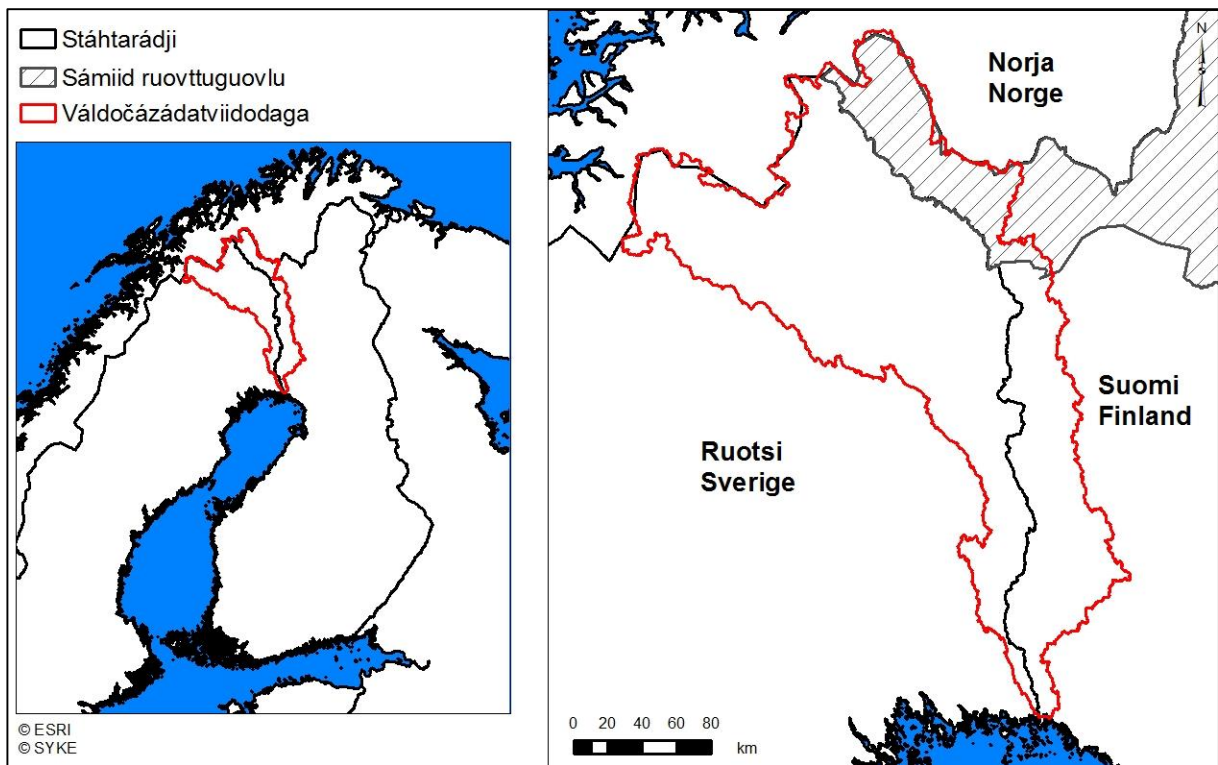 Stáhtarádji
Sámiid ruovttuguovlu
Váldočázádatviidodaga
© ESRI
© SYKE
Norja
Norge
N
Suomi
Finland
Ruotsi
Sverige
0 20 40 60 80
km